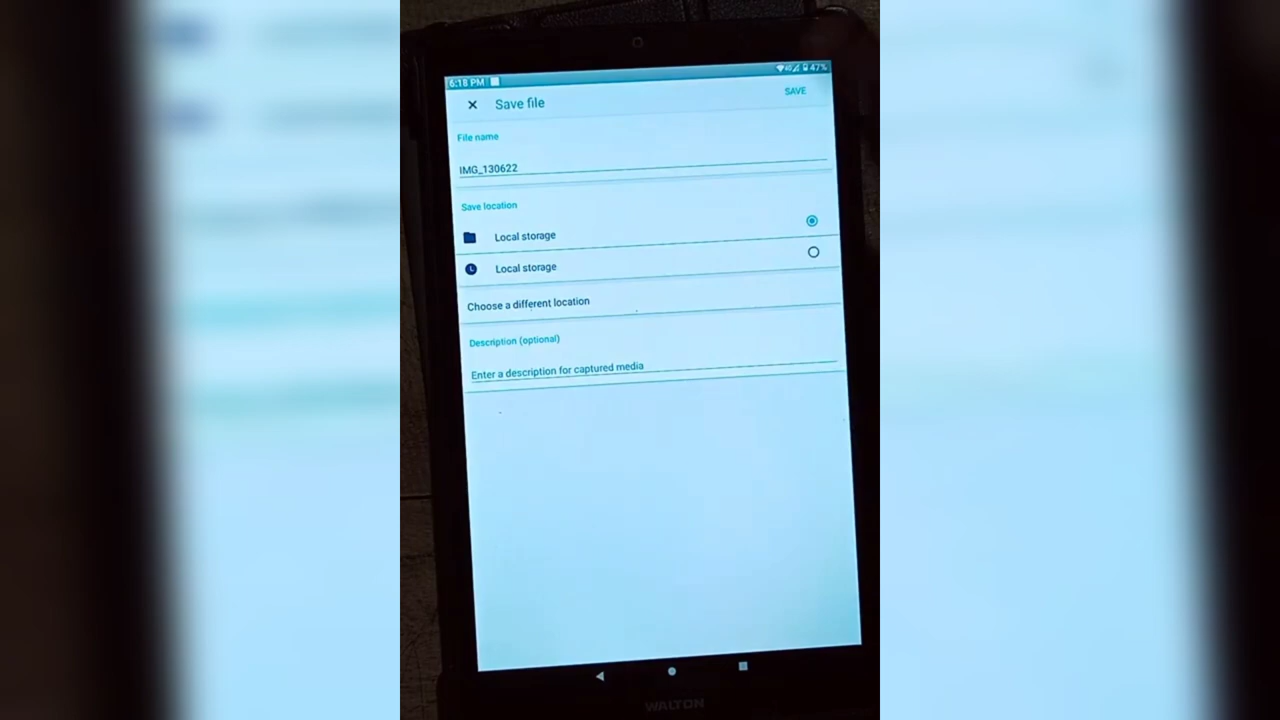 6:18 PM 4G 47%
Save file SAVE
File name
IMG_130622
Save location
Local storage
Local storage
Choose a different location
Description (optional)
Enter a description for captured media
WALTON